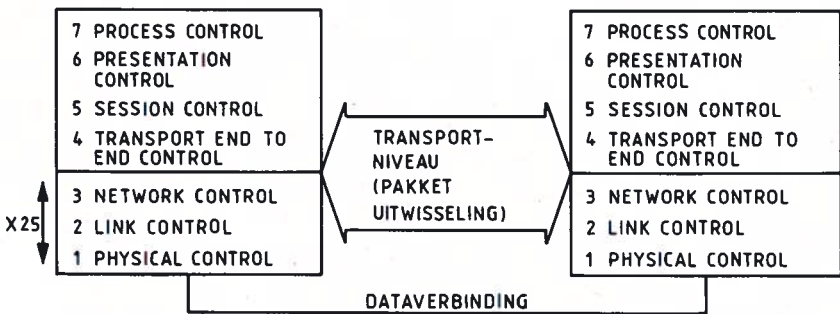 7 PROCESS CONTROL
6 PRESENTATION
CONTROL
5 SESSION CONTROL
4 TRANSPORT END TO
END CONTROL
3 NETWORK CONTROL
2 LINK CONTROL
1 PHYSICAL CONTROL
X25
TRANSPORT-
NIVEAU
(PAKKET
UITWISSELING)
7 PROCESS CONTROL
6 PRESENTATION
CONTROL
5 SESSION CONTROL
4 TRANSPORT END TO
END CONTROL
3 NETWORK CONTROL
2 LINK CONTROL
1 PHYSICAL CONTROL
DATAVERBINDING